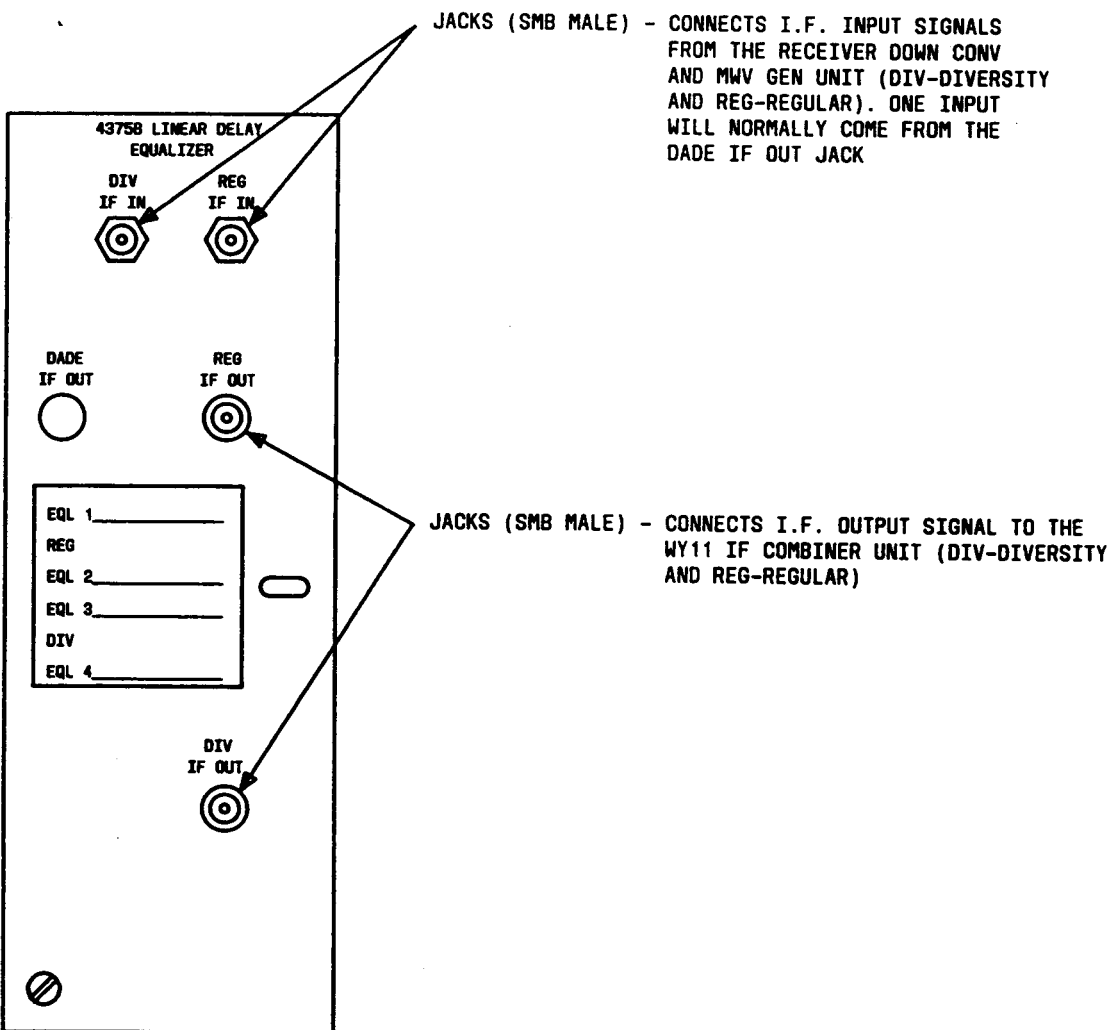 JACKS (SMB MALE) - CONNECTS I.F. INPUT SIGNALS
FROM THE RECEIVER DOWN CONV
AND MWV GEN UNIT (DIV-DIVERSITY
AND REG-REGULAR). ONE INPUT
WILL NORMALLY COME FROM THE
DADE IF OUT JACK
43758 LINEAR DELAY
EQUALIZER
DIV
IF IN
REG
IF IN
DADE
IF OUT
REG
IF OUT
EQL 1
REG
EQL 2
EQL 3
DIV
EQL 4
JACKS (SMB MALE) - CONNECTS I.F. OUTPUT SIGNAL TO THE
WY11 IF COMBINER UNIT (DIV-DIVERSITY
AND REG-REGULAR)
DIV
IF OUT